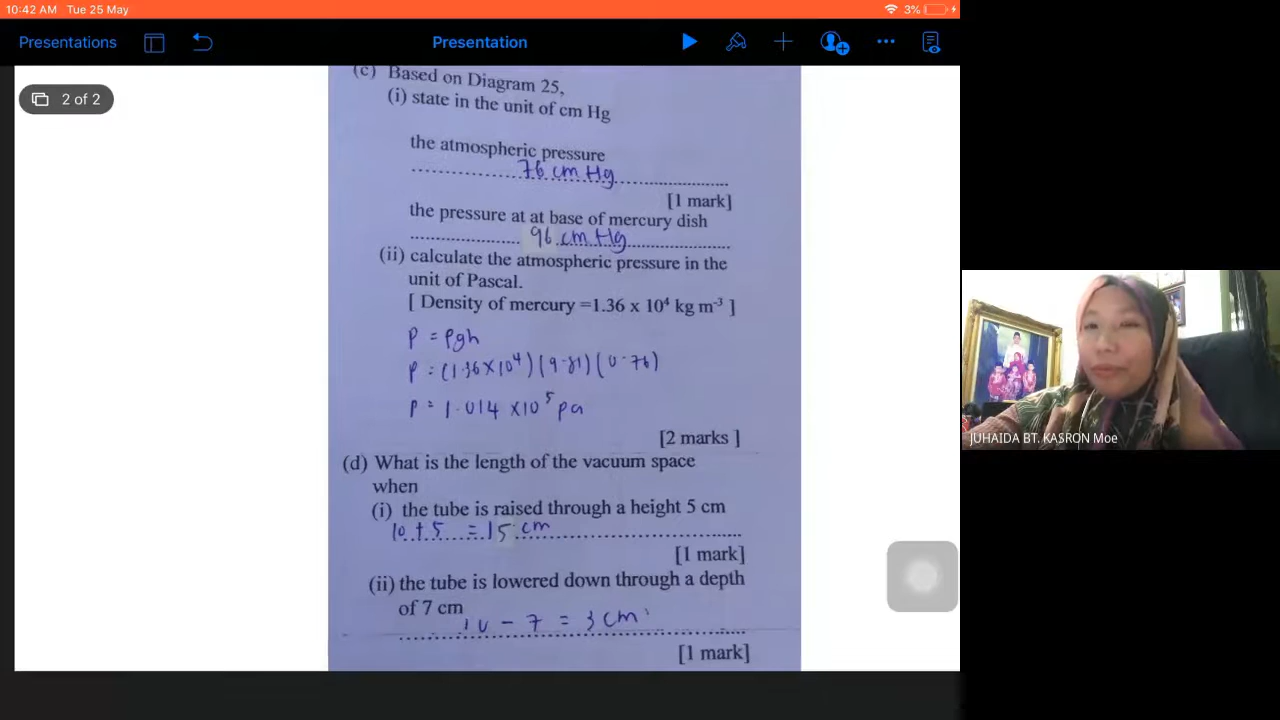 10:42 AM Tue 25 May
3%
Presentations
Presentation
2 of 2
(c) Based on Diagram 25,
(i) state in the unit of cm Hg
the atmospheric pressure
76 cm Hg
[1 mark]
the pressure at at base of mercury dish
96 cm Hg
(ii) calculate the atmospheric pressure in the
unit of Pascal.
[ Density of mercury =1.36 x 10⁴ kg m⁻³ ]
P = ρgh
P = (1.36 × 10⁴) (9.81) (0.76)
P = 1.014 × 10⁵ pa
[2 marks ]
(d) What is the length of the vacuum space
when
(i) the tube is raised through a height 5 cm
10 + 5 = 15 cm
[1 mark]
(ii) the tube is lowered down through a depth
of 7 cm
10 - 7 = 3 cm
[1 mark]
JUHAIDA BT. KASRON Moe